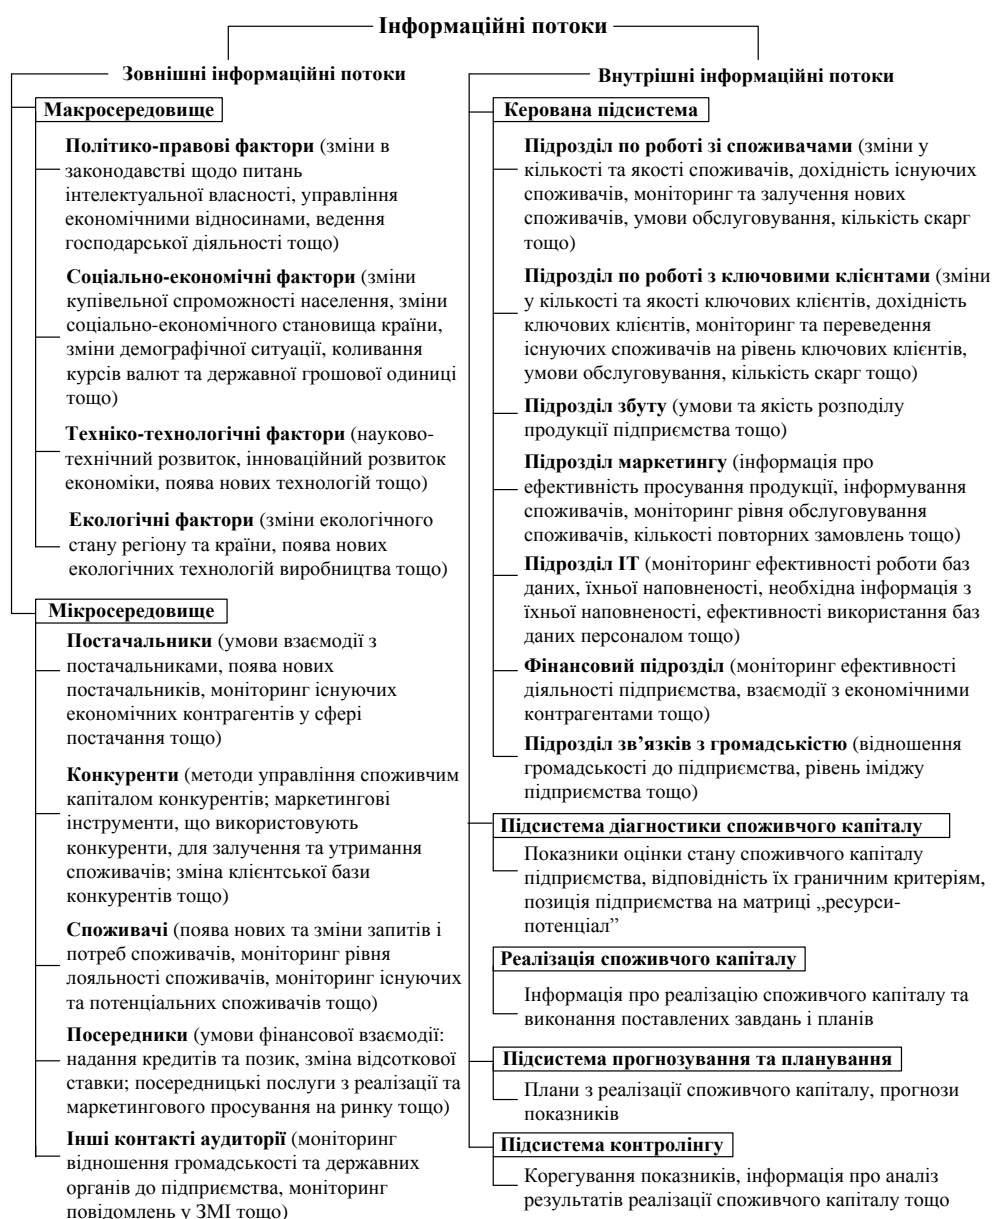 Інформаційні потоки
Зовнішні інформаційні потоки
Макросередовище
Політико-правові фактори (зміни в
законодавстві щодо питань
інтелектуальної власності, управління
економічними відносинами, ведення
господарської діяльності тощо)
Соціально-економічні фактори (зміни
купівельної спроможності населення, зміни
соціально-економічного становища країни,
зміни демографічної ситуації, коливання
курсів валют та державної грошової одиниці
тощо)
Техніко-технологічні фактори (науково-
технічний розвиток, інноваційний розвиток
економіки, поява нових технологій тощо)
Екологічні фактори (зміни екологічного
стану регіону та країни, поява нових
екологічних технологій виробництва тощо)
Мікросередовище
Постачальники (умови взаємодії з
постачальниками, поява нових
постачальників, моніторинг існуючих
економічних контрагентів у сфері
постачання тощо)
Конкуренти (методи управління споживчим
капіталом конкурентів; маркетингові
інструменти, що використовують
конкуренти, для залучення та утримання
споживачів; зміна клієнтської бази
конкурентів тощо)
Споживачі (поява нових та зміни запитів і
потреб споживачів, моніторинг рівня
лояльності споживачів, моніторинг існуючих
та потенціальних споживачів тощо)
Посередники (умови фінансової взаємодії:
надання кредитів та позик, зміна відсоткової
ставки; посередницькі послуги з реалізації та
маркетингового просування на ринку тощо)
Інші контакті аудиторії (моніторинг
відношення громадськості та державних
органів до підприємства, моніторинг
повідомлень у ЗМІ тощо)
Внутрішні інформаційні потоки
Керована підсистема
Підрозділ по роботі зі споживачами (зміни у
кількості та якості споживачів, дохідність існуючих
споживачів, моніторинг та залучення нових
споживачів, умови обслуговування, кількість скарг
тощо)
Підрозділ по роботі з ключовими клієнтами (зміни
у кількості та якості ключових клієнтів, дохідність
ключових клієнтів, моніторинг та переведення
існуючих споживачів на рівень ключових клієнтів,
умови обслуговування, кількість скарг тощо)
Підрозділ збуту (умови та якість розподілу
продукції підприємства тощо)
Підрозділ маркетингу (інформація про
ефективність просування продукції, інформування
споживачів, моніторинг рівня обслуговування
споживачів, кількості повторних замовлень тощо)
Підрозділ ІТ (моніторинг ефективності роботи баз
даних, їхньої наповненості, необхідна інформація з
їхньої наповненості, ефективності використання баз
даних персоналом тощо)
Фінансовий підрозділ (моніторинг ефективності
діяльності підприємства, взаємодії з економічними
контрагентами тощо)
Підрозділ зв’язків з громадськістю (відношення
громадськості до підприємства, рівень іміджу
підприємства тощо)
Підсистема діагностики споживчого капіталу
Показники оцінки стану споживчого капіталу
підприємства, відповідність їх граничним критеріям,
позиція підприємства на матриці „ресурси-
потенціал”
Реалізація споживчого капіталу
Інформація про реалізацію споживчого капіталу та
виконання поставлених завдань і планів
Підсистема прогнозування та планування
Плани з реалізації споживчого капіталу, прогнози
показників
Підсистема контролінгу
Корегування показників, інформація про аналіз
результатів реалізації споживчого капіталу тощо